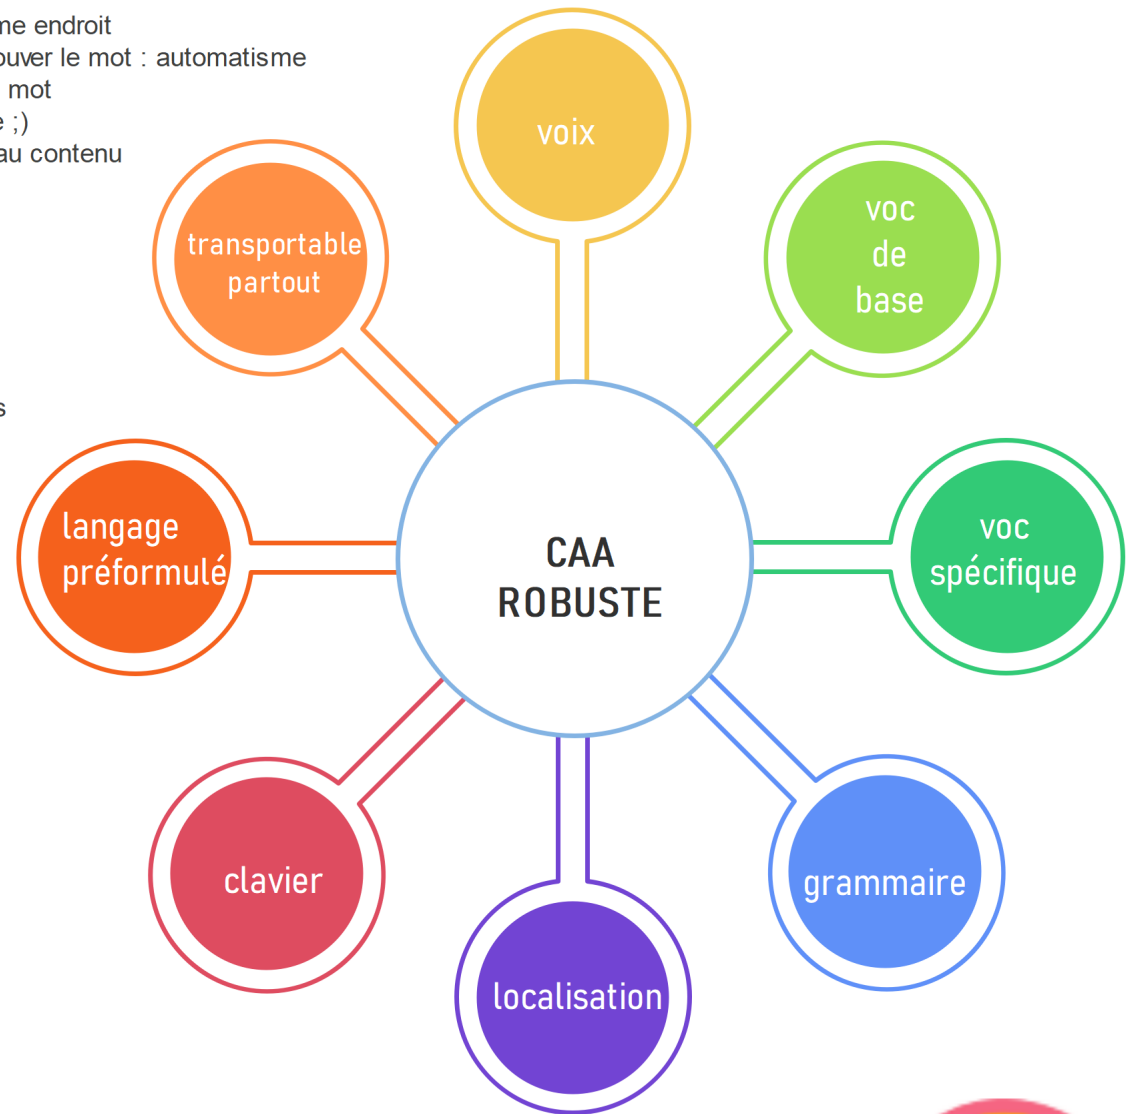 me endroit
ouver le mot : automatisme
mot
e ;)
au contenu
s
voix
voc
de
base
voc
spécifique
grammaire
localisation
clavier
langage
préformulé
transportable
partout
CAA
ROBUSTE